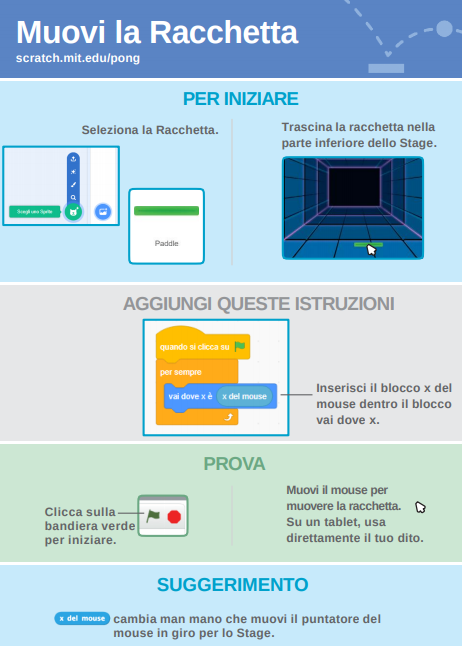 Muovi la Racchetta
scratch.mit.edu/pong
PER INIZIARE
Seleziona la Racchetta.
Scegli uno Sprite
Paddle
Trascina la racchetta nella
parte inferiore dello Stage.
AGGIUNGI QUESTE ISTRUZIONI
quando si clicca su
per sempre
vai dove x è x del mouse
Inserisci il blocco x del
mouse dentro il blocco
vai dove x.
PROVA
Clicca sulla
bandiera verde
per iniziare.
Muovi il mouse per
muovere la racchetta.
Su un tablet, usa
direttamente il tuo dito.
SUGGERIMENTO
x del mouse cambia man mano che muovi il puntatore del
mouse in giro per lo Stage.